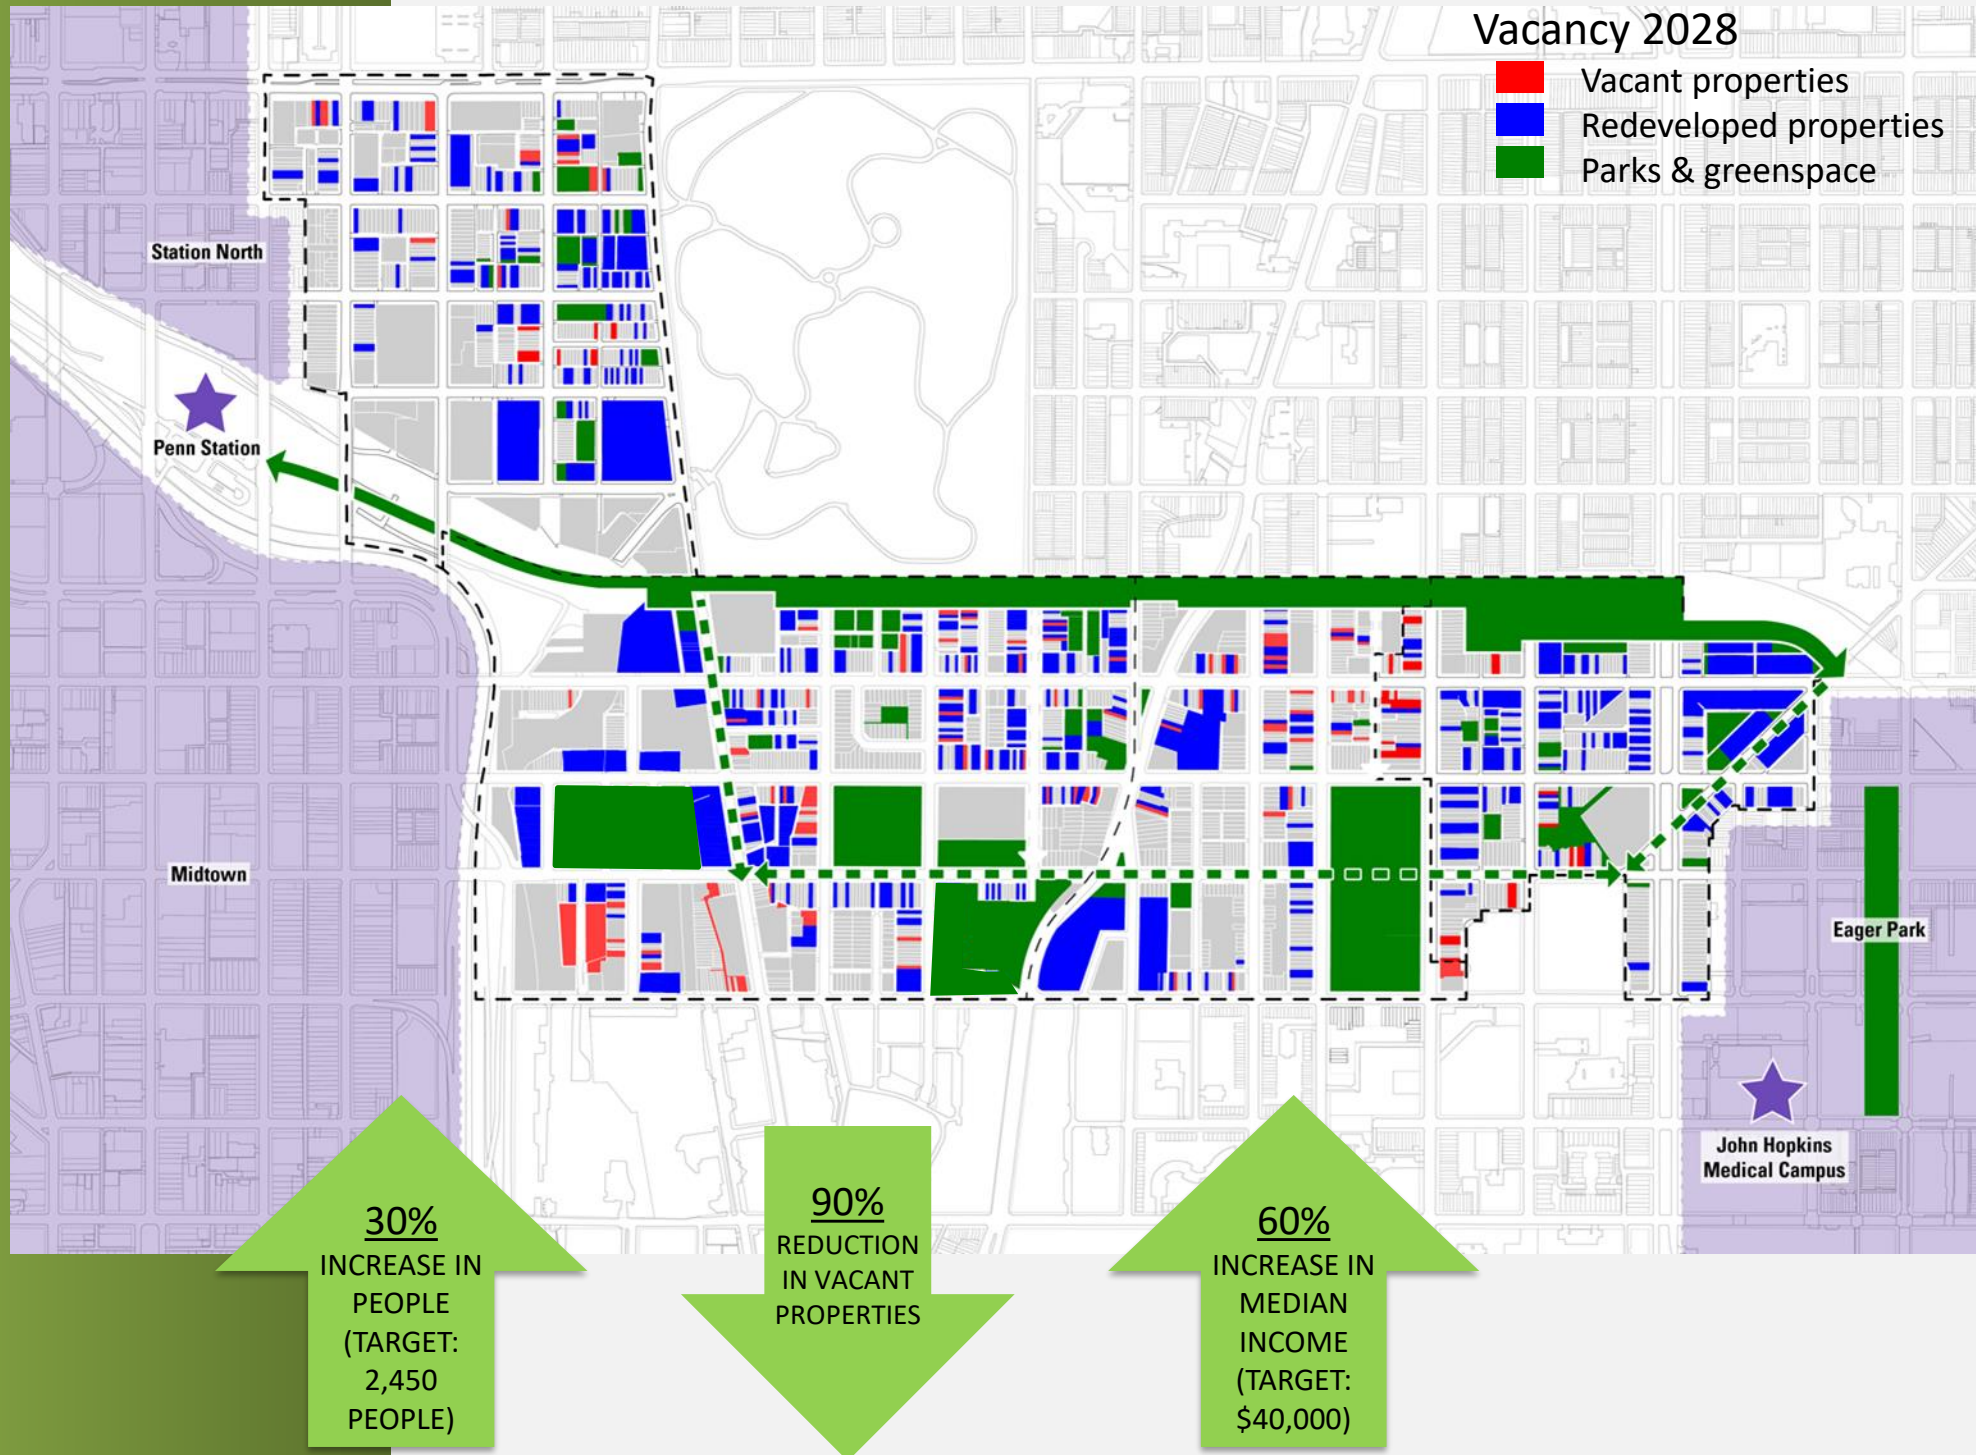 Vacancy 2028
Vacant properties
Redeveloped properties
Parks & greenspace
Station North
Penn Station
Midtown
Eager Park
John Hopkins
Medical Campus
30%
INCREASE IN
PEOPLE
(TARGET:
2,450
PEOPLE)
90%
REDUCTION
IN VACANT
PROPERTIES
60%
INCREASE IN
MEDIAN
INCOME
(TARGET:
$40,000)